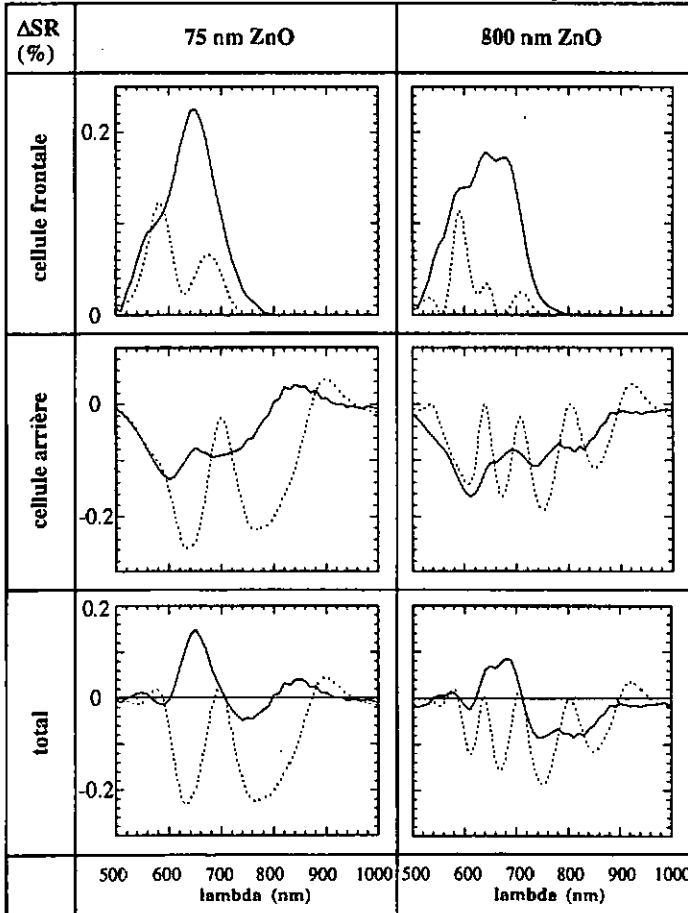 ΔSR (%) 75 nm ZnO 800 nm ZnO
cellule frontale
0.2
0
cellule arrière
0
-0.2
total
0.2
0
-0.2
500 600 700 800 900 1000 500 600 700 800 900 1000
lambda (nm) lambda (nm)